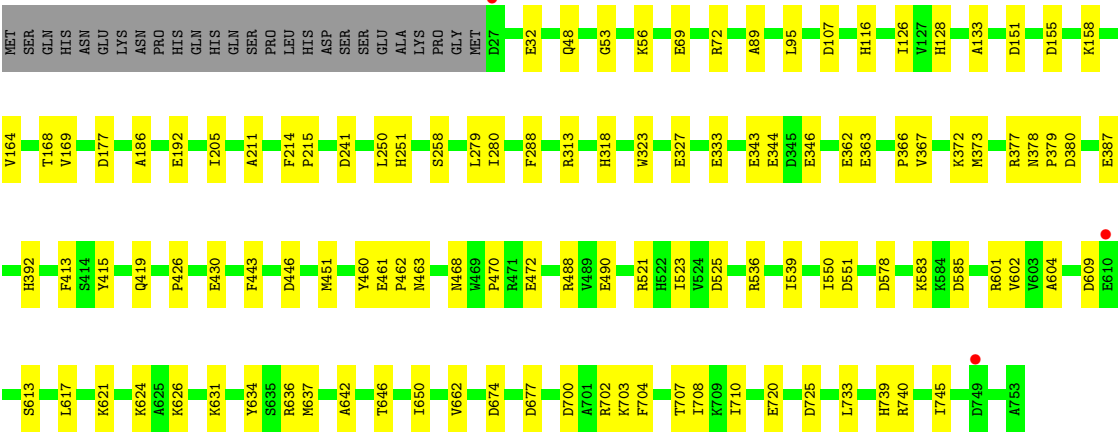 MET SER GLN HIS ASN GLU LYS ASN PRO HIS GLN HIS GLN SER PRO LEU HIS ASP SER SER GLU ALA LYS PRO GLY MET D27 E32 Q48 G53 K56 E69 R72 A89 L95 D107 H116 I126 V127 H128 A133 D151 D155 K158
V164 T168 V169 D177 A186 E192 I205 A211 F214 P215 D241 L250 H251 S258 L279 I280 F288 R313 H318 W323 E327 E333 E343 E344 D345 E346 E362 E363 P366 V367 K372 M373 R377 N378 P379 D380 E387
H392 F413 S414 Y415 Q419 P426 E430 F443 D446 M451 Y460 E461 P462 N463 N468 W469 P470 R471 E472 R488 V489 E490 R521 H522 I523 V524 D525 R536 I539 I550 D551 D578 K583 K584 D585 R601 V602 V603 A604 D609 E610
S613 L617 K621 K624 A625 K626 K631 Y634 S635 R636 M637 A642 T646 I650 V662 D674 D677 D700 A701 R702 K703 F704 T707 I708 K709 I710 E720 D725 L733 H739 R740 I745 D749 A753